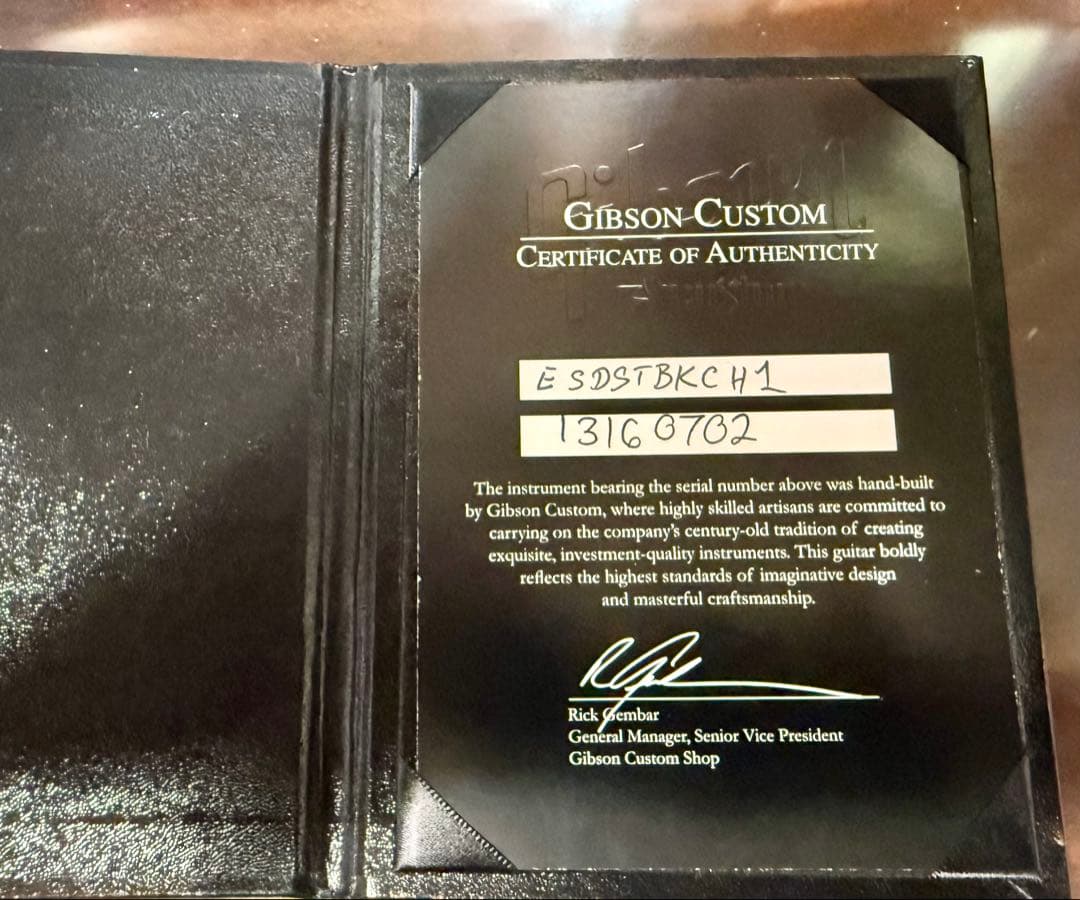 GIBSON CUSTOM
CERTIFICATE OF AUTHENTICITY
ESDSTBKCH1
13160702
The instrument bearing the serial number above was hand-built
by Gibson Custom, where highly skilled artisans are committed to
carrying on the company's century-old tradition of creating
exquisite, investment-quality instruments. This guitar boldly
reflects the highest standards of imaginative design
and masterful craftsmanship.
Rick Gembar
General Manager, Senior Vice President
Gibson Custom Shop